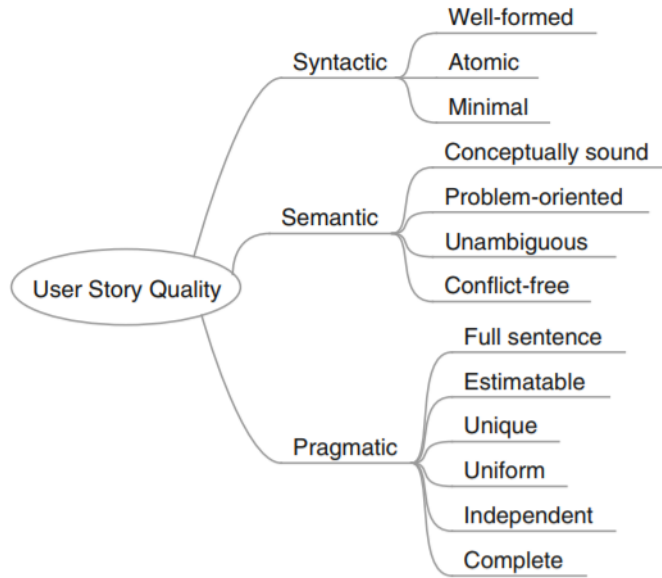 User Story Quality
Syntactic
Well-formed
Atomic
Minimal
Semantic
Conceptually sound
Problem-oriented
Unambiguous
Conflict-free
Pragmatic
Full sentence
Estimatable
Unique
Uniform
Independent
Complete